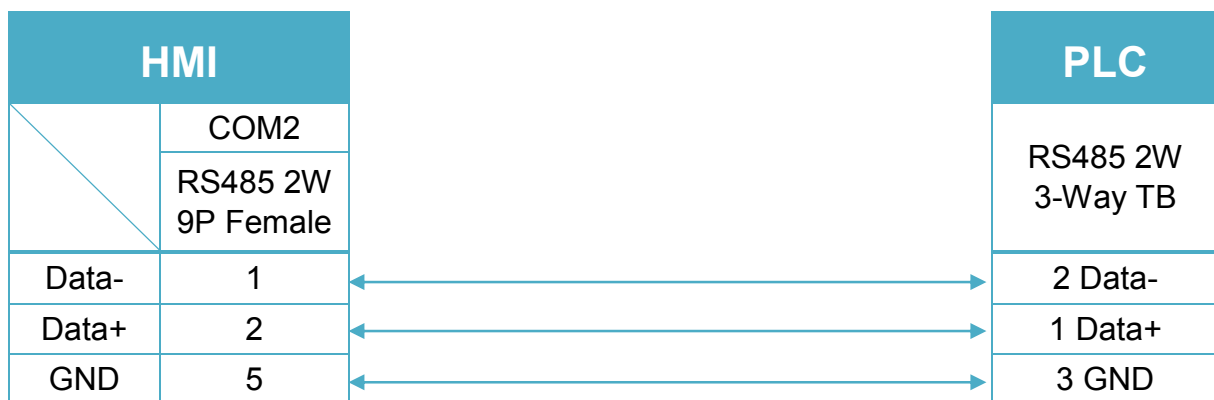 HMI
PLC
COM2
RS485 2W
9P Female
RS485 2W
3-Way TB
Data- 1 2 Data-
Data+ 2 1 Data+
GND 5 3 GND